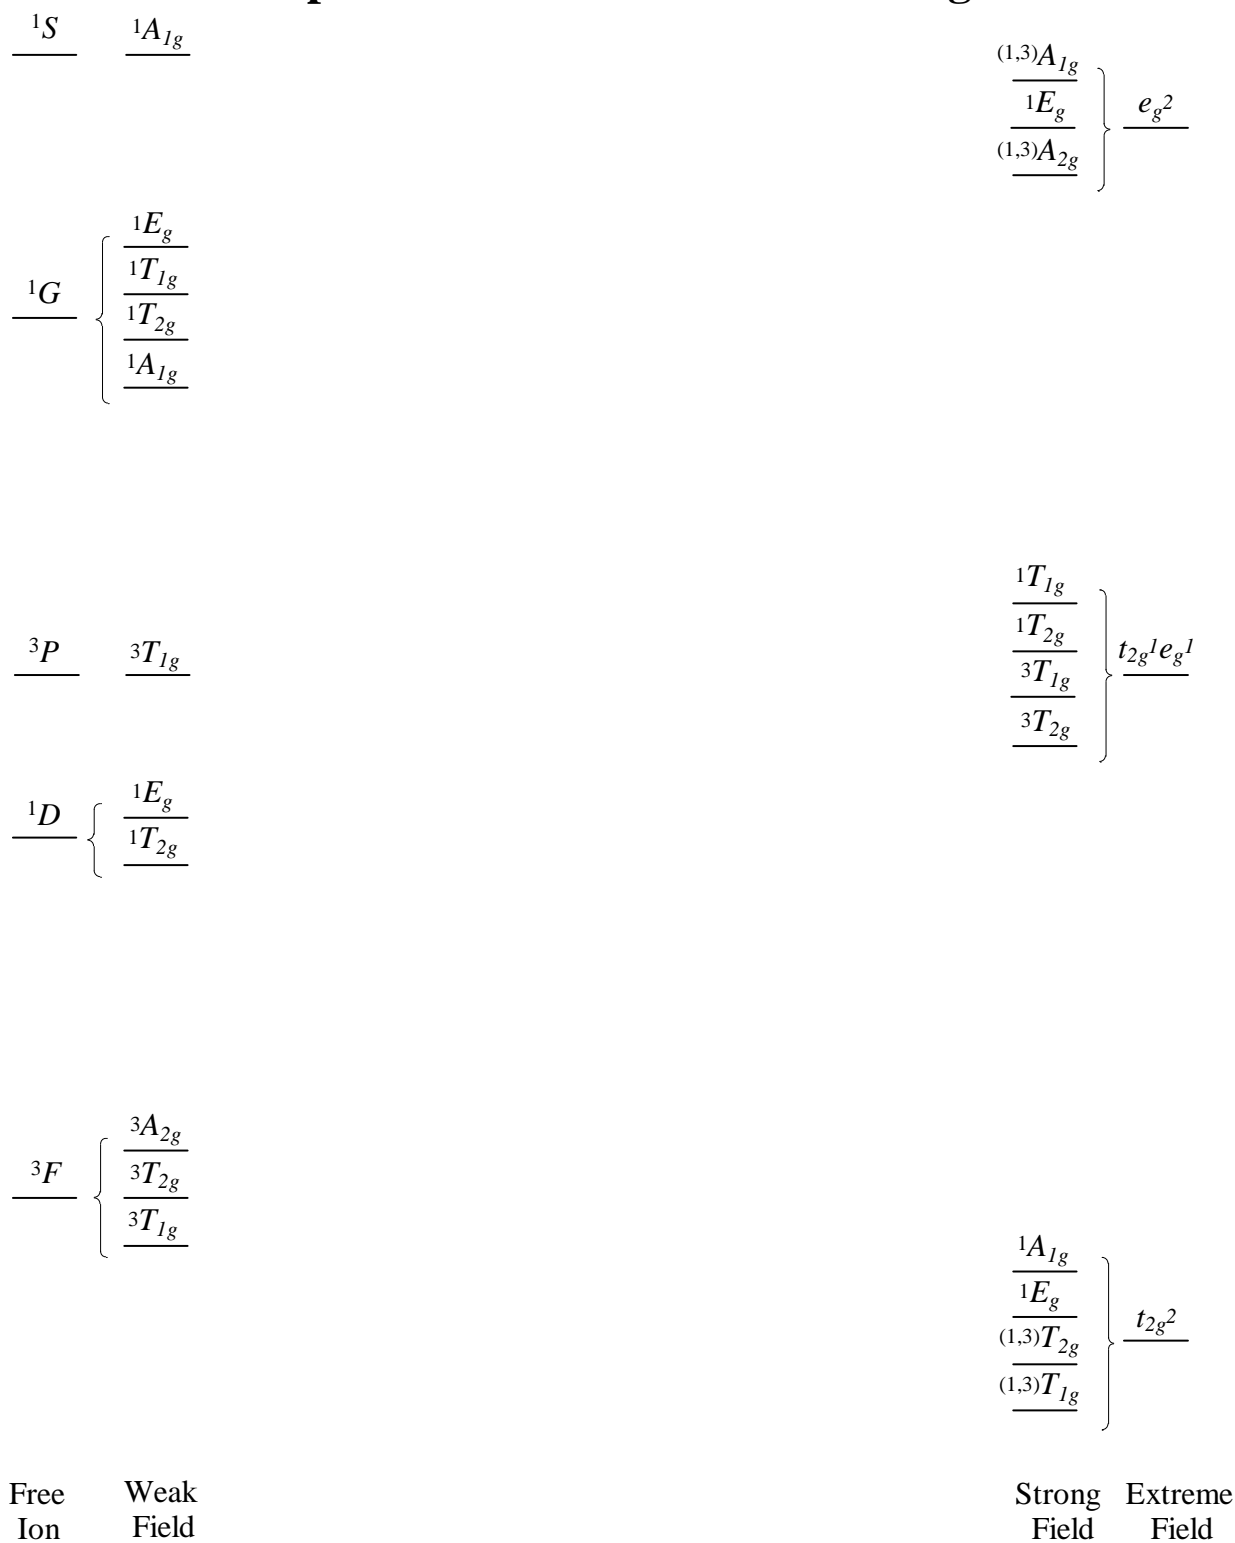 ¹S ¹A₁g
(1,3)A₁g
¹Eg eg²
(1,3)A₂g
¹Eg
¹T₁g
¹G
¹T₂g
¹A₁g
¹T₁g
¹T₂g
³P ³T₁g t₂g¹eg¹
³T₁g
³T₂g
¹Eg
¹D
¹T₂g
³A₂g
³F ³T₂g
³T₁g
¹A₁g
¹Eg
(1,3)T₂g t₂g²
(1,3)T₁g
Free Weak Strong Extreme
Ion Field Field Field